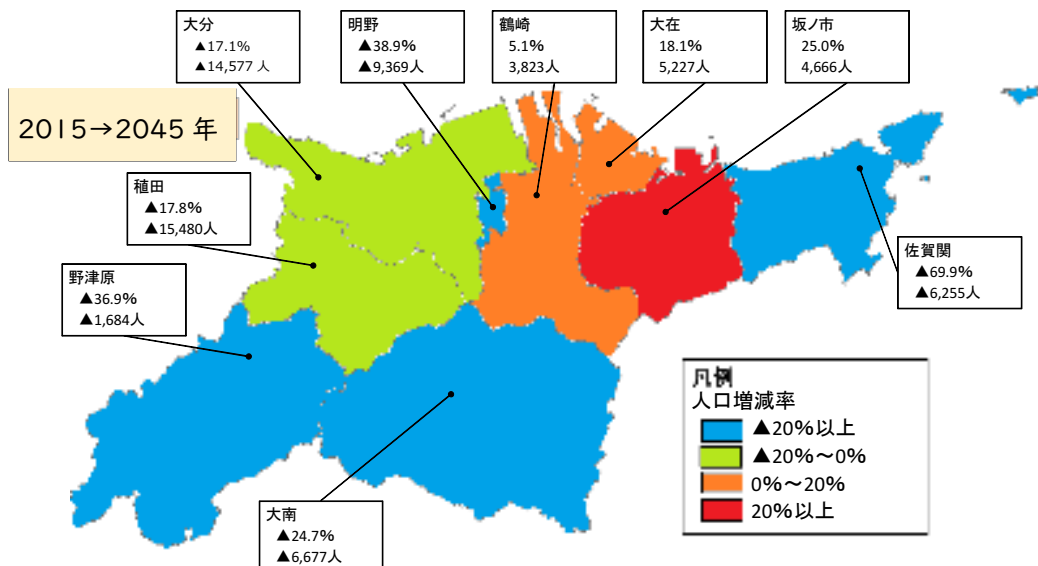 大分
▲17.1%
▲14,577 人
明野
▲38.9%
▲9,369人
鶴崎
5.1%
3,823人
大在
18.1%
5,227人
坂ノ市
25.0%
4,666人
2015→2045 年
稙田
▲17.8%
▲15,480人
野津原
▲36.9%
▲1,684人
佐賀関
▲69.9%
▲6,255人
大南
▲24.7%
▲6,677人
凡例
人口増減率
▲20%以上
▲20%～0%
0%～20%
20%以上